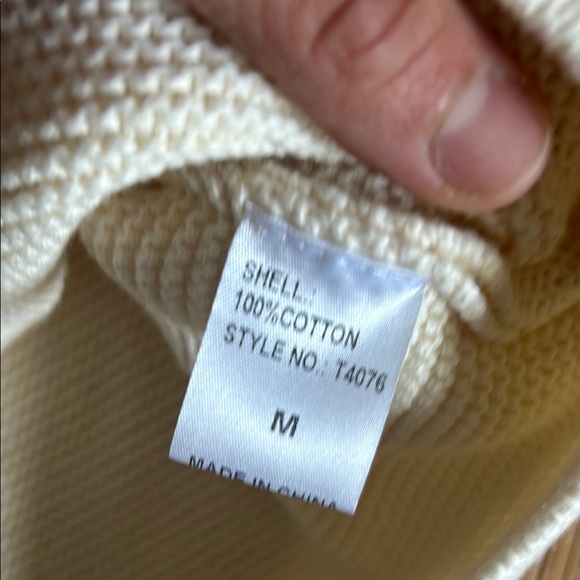 SHELL.:
100%COTTON
STYLE NO.: T4076
M
MADE IN CHINA